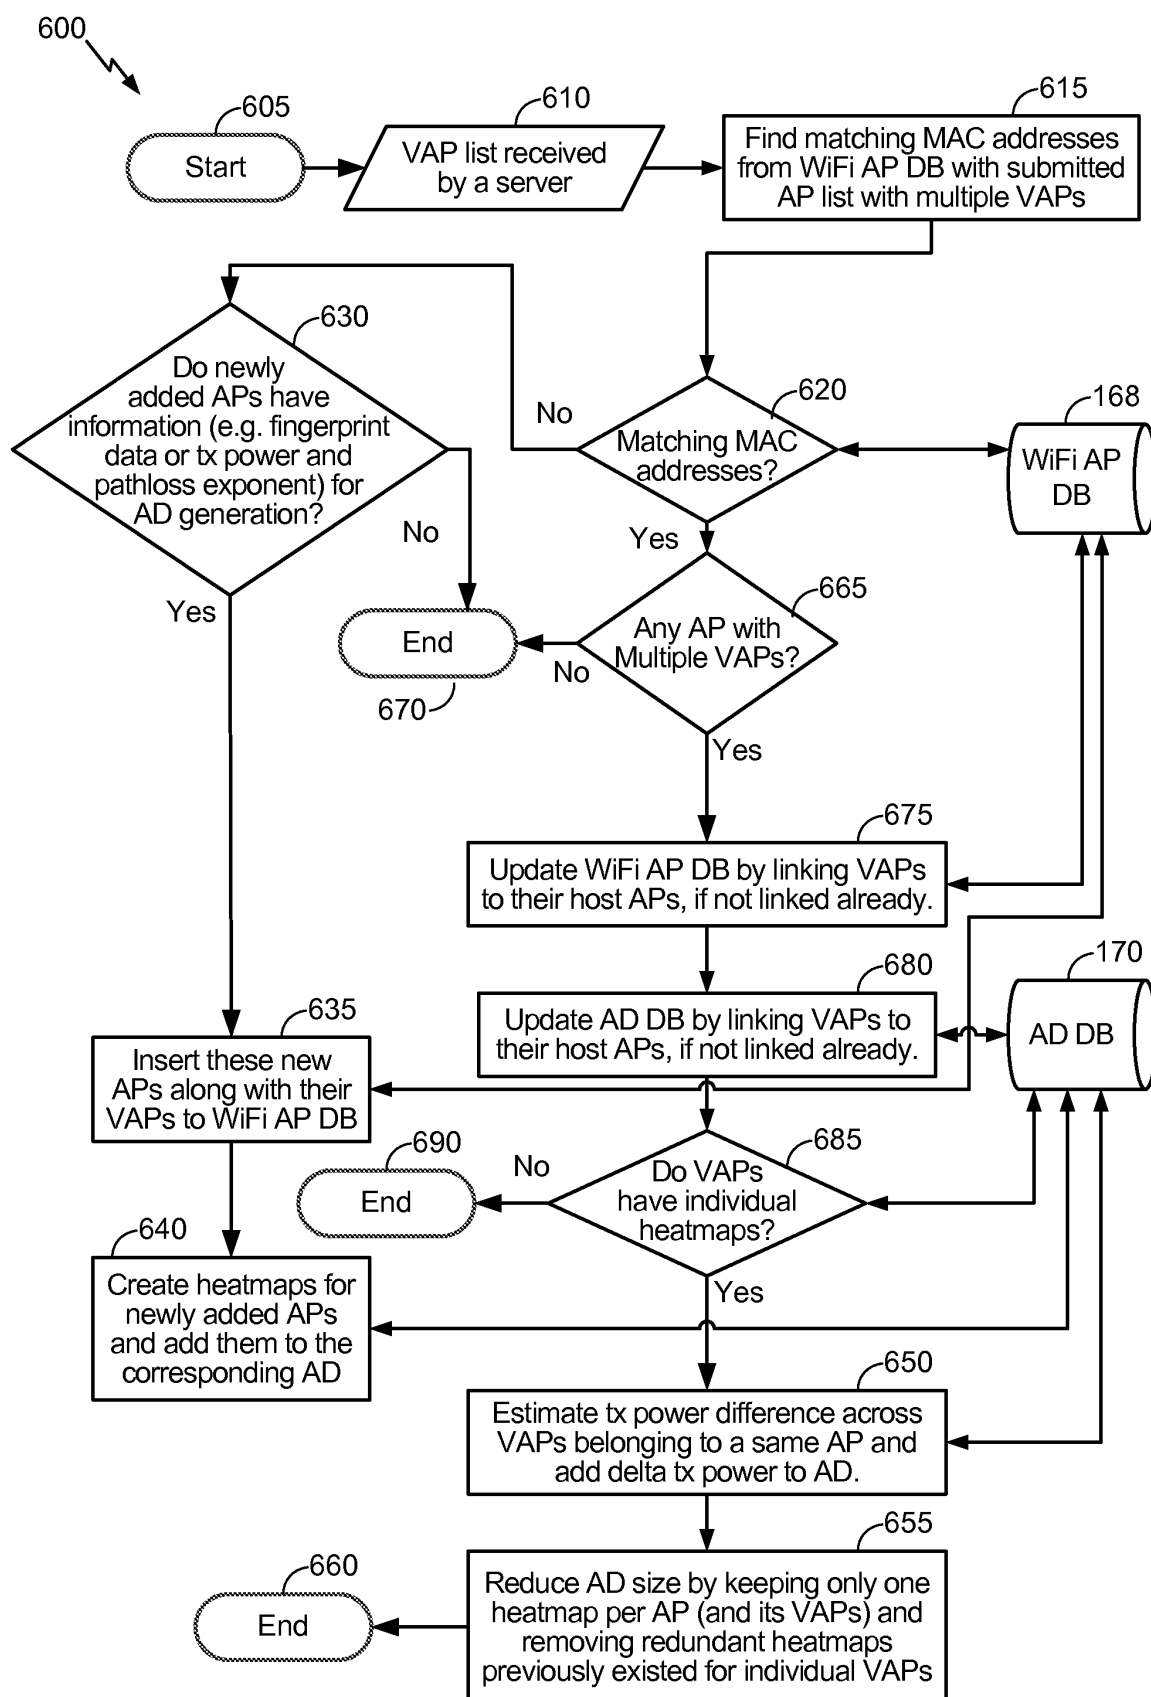 600
605
Start
610
VAP list received
by a server
615
Find matching MAC addresses
from WiFi AP DB with submitted
AP list with multiple VAPs
630
Do newly
added APs have
information (e.g. fingerprint
data or tx power and
pathloss exponent) for
AD generation?
No
Yes
620
No
Matching MAC
addresses?
Yes
168
WiFi AP
DB
665
Any AP with
Multiple VAPs?
No
Yes
End
670
675
Update WiFi AP DB by linking VAPs
to their host APs, if not linked already.
680
Update AD DB by linking VAPs to
their host APs, if not linked already.
170
AD DB
635
Insert these new
APs along with their
VAPs to WiFi AP DB
685
Do VAPs
have individual
heatmaps?
No
Yes
690
End
640
Create heatmaps for
newly added APs
and add them to the
corresponding AD
650
Estimate tx power difference across
VAPs belonging to a same AP and
add delta tx power to AD.
655
Reduce AD size by keeping only one
heatmap per AP (and its VAPs) and
removing redundant heatmaps
previously existed for individual VAPs
660
End